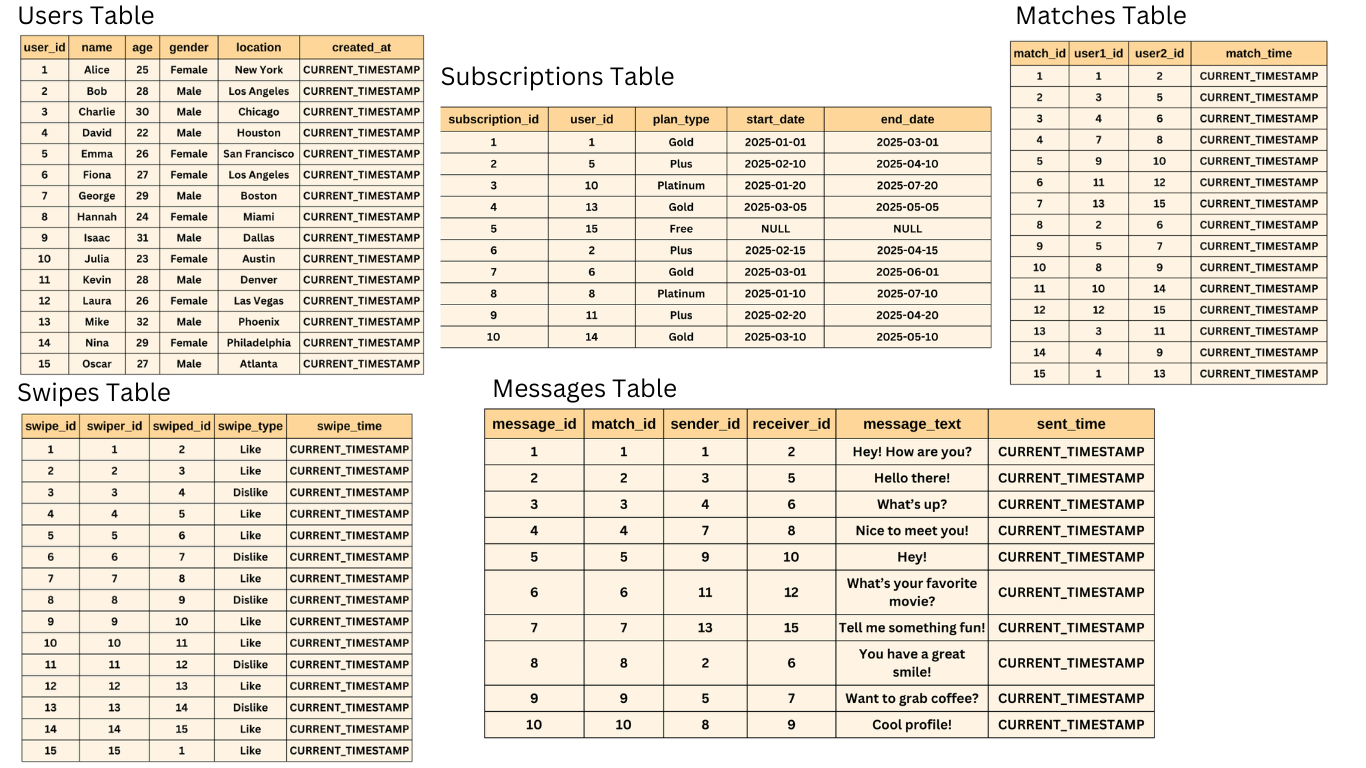 Users Table
user_id name age gender location created_at
1 Alice 25 Female New York CURRENT_TIMESTAMP
2 Bob 28 Male Los Angeles CURRENT_TIMESTAMP
3 Charlie 30 Male Chicago CURRENT_TIMESTAMP
4 David 22 Male Houston CURRENT_TIMESTAMP
5 Emma 26 Female San Francisco CURRENT_TIMESTAMP
6 Fiona 27 Female Los Angeles CURRENT_TIMESTAMP
7 George 29 Male Boston CURRENT_TIMESTAMP
8 Hannah 24 Female Miami CURRENT_TIMESTAMP
9 Isaac 31 Male Dallas CURRENT_TIMESTAMP
10 Julia 23 Female Austin CURRENT_TIMESTAMP
11 Kevin 28 Male Denver CURRENT_TIMESTAMP
12 Laura 26 Female Las Vegas CURRENT_TIMESTAMP
13 Mike 32 Male Phoenix CURRENT_TIMESTAMP
14 Nina 29 Female Philadelphia CURRENT_TIMESTAMP
15 Oscar 27 Male Atlanta CURRENT_TIMESTAMP
Subscriptions Table
subscription_id user_id plan_type start_date end_date
1 1 Gold 2025-01-01 2025-03-01
2 5 Plus 2025-02-10 2025-04-10
3 10 Platinum 2025-01-20 2025-07-20
4 13 Gold 2025-03-05 2025-05-05
5 15 Free NULL NULL
6 2 Plus 2025-02-15 2025-04-15
7 6 Gold 2025-03-01 2025-06-01
8 8 Platinum 2025-01-10 2025-07-10
9 11 Plus 2025-02-20 2025-04-20
10 14 Gold 2025-03-10 2025-05-10
Matches Table
match_id user1_id user2_id match_time
1 1 2 CURRENT_TIMESTAMP
2 3 5 CURRENT_TIMESTAMP
3 4 6 CURRENT_TIMESTAMP
4 7 8 CURRENT_TIMESTAMP
5 9 10 CURRENT_TIMESTAMP
6 11 12 CURRENT_TIMESTAMP
7 13 15 CURRENT_TIMESTAMP
8 2 6 CURRENT_TIMESTAMP
9 5 7 CURRENT_TIMESTAMP
10 8 9 CURRENT_TIMESTAMP
11 10 14 CURRENT_TIMESTAMP
12 12 15 CURRENT_TIMESTAMP
13 3 11 CURRENT_TIMESTAMP
14 4 9 CURRENT_TIMESTAMP
15 1 13 CURRENT_TIMESTAMP
Swipes Table
swipe_id swiper_id swiped_id swipe_type swipe_time
1 1 2 Like CURRENT_TIMESTAMP
2 2 3 Like CURRENT_TIMESTAMP
3 3 4 Dislike CURRENT_TIMESTAMP
4 4 5 Like CURRENT_TIMESTAMP
5 5 6 Like CURRENT_TIMESTAMP
6 6 7 Dislike CURRENT_TIMESTAMP
7 7 8 Like CURRENT_TIMESTAMP
8 8 9 Dislike CURRENT_TIMESTAMP
9 9 10 Like CURRENT_TIMESTAMP
10 10 11 Like CURRENT_TIMESTAMP
11 11 12 Dislike CURRENT_TIMESTAMP
12 12 13 Like CURRENT_TIMESTAMP
13 13 14 Dislike CURRENT_TIMESTAMP
14 14 15 Like CURRENT_TIMESTAMP
15 15 1 Like CURRENT_TIMESTAMP
Messages Table
message_id match_id sender_id receiver_id message_text sent_time
1 1 1 2 Hey! How are you? CURRENT_TIMESTAMP
2 2 3 5 Hello there! CURRENT_TIMESTAMP
3 3 4 6 What’s up? CURRENT_TIMESTAMP
4 4 7 8 Nice to meet you! CURRENT_TIMESTAMP
5 5 9 10 Hey! CURRENT_TIMESTAMP
6 6 11 12 What’s your favorite
movie? CURRENT_TIMESTAMP
7 7 13 15 Tell me something fun! CURRENT_TIMESTAMP
8 8 2 6 You have a great
smile! CURRENT_TIMESTAMP
9 9 5 7 Want to grab coffee? CURRENT_TIMESTAMP
10 10 8 9 Cool profile! CURRENT_TIMESTAMP